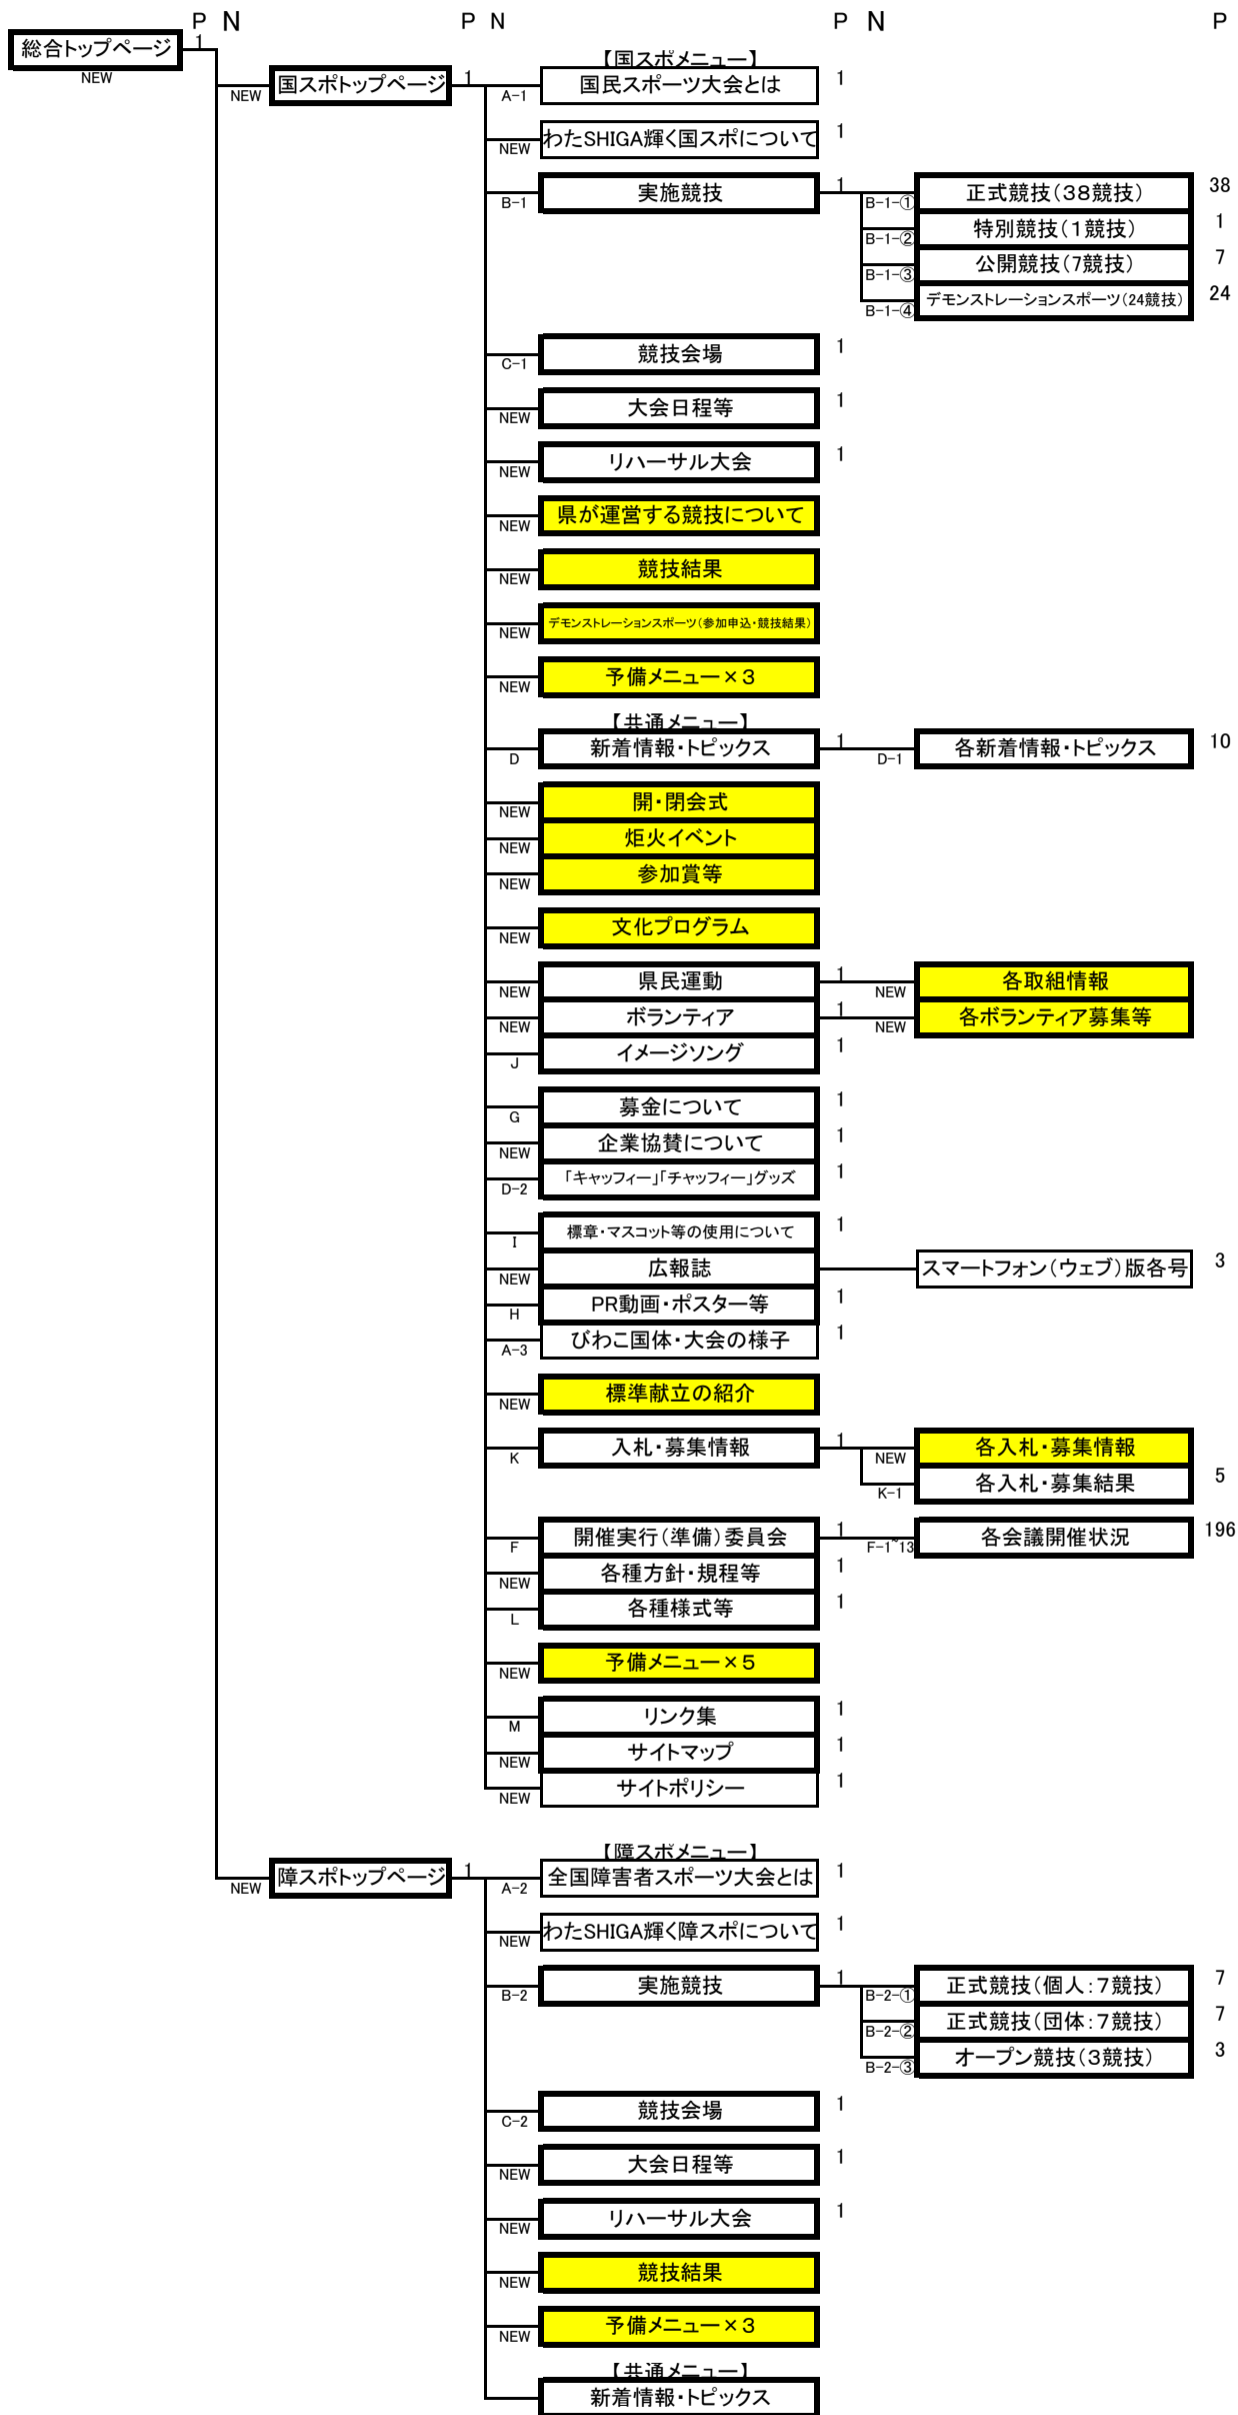 P N P N P N P
総合トップページ 1
NEW
【国スポメニュー】
NEW 国スポトップページ 1 A-1 国民スポーツ大会とは 1
NEW わたSHIGA輝く国スポについて 1
B-1 実施競技 1 B-1-① 正式競技(38競技) 38
B-1-② 特別競技(1競技) 1
B-1-③ 公開競技(7競技) 7
B-1-④ デモンストレーションスポーツ(24競技) 24
C-1 競技会場 1
NEW 大会日程等 1
NEW リハーサル大会 1
NEW 県が運営する競技について
NEW 競技結果
NEW デモンストレーションスポーツ(参加申込・競技結果)
NEW 予備メニュー×3
【共通メニュー】
D 新着情報・トピックス 1 D-1 各新着情報・トピックス 10
NEW 開・閉会式
NEW 炬火イベント
NEW 参加賞等
NEW 文化プログラム
NEW 県民運動 1 NEW 各取組情報
NEW ボランティア 1 NEW 各ボランティア募集等
J イメージソング 1
G 募金について 1
NEW 企業協賛について 1
D-2 「キャッフィー」「チャッフィー」グッズ 1
I 標章・マスコット等の使用について 1
NEW 広報誌 スマートフォン(ウェブ)版各号 3
H PR動画・ポスター等 1
A-3 びわこ国体・大会の様子 1
NEW 標準献立の紹介
K 入札・募集情報 1 NEW 各入札・募集情報
K-1 各入札・募集結果 5
F 開催実行(準備)委員会 1 F-1~13 各会議開催状況 196
NEW 各種方針・規程等 1
L 各種様式等 1
NEW 予備メニュー×5
M リンク集 1
NEW サイトマップ 1
NEW サイトポリシー 1
【障スポメニュー】
NEW 障スポトップページ 1 A-2 全国障害者スポーツ大会とは 1
NEW わたSHIGA輝く障スポについて 1
B-2 実施競技 1 B-2-① 正式競技(個人:7競技) 7
B-2-② 正式競技(団体:7競技) 7
B-2-③ オープン競技(3競技) 3
C-2 競技会場 1
NEW 大会日程等 1
NEW リハーサル大会 1
NEW 競技結果
NEW 予備メニュー×3
【共通メニュー】
新着情報・トピックス